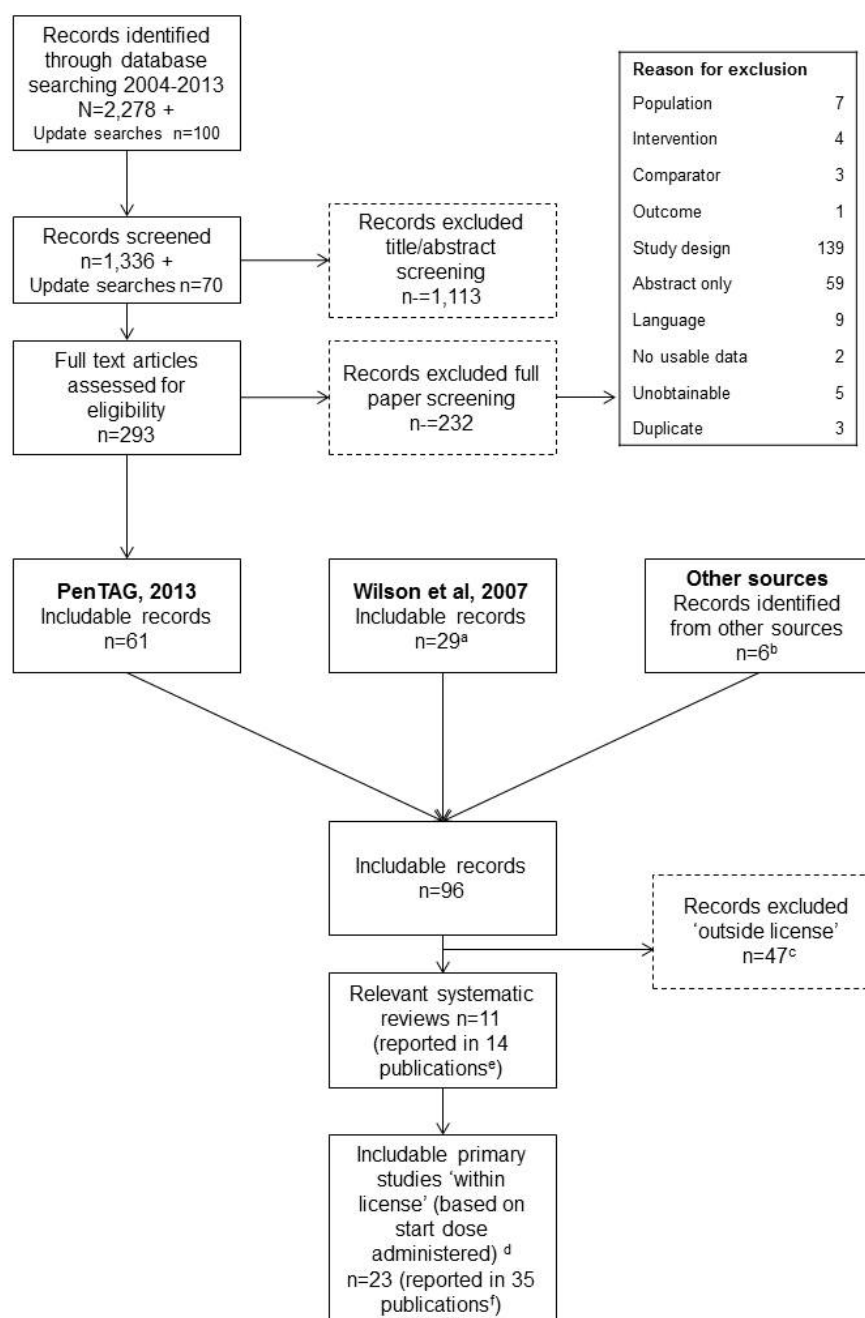 Records identified
through database
searching 2004-2013
N=2,278 +
Update searches n=100
Records screened
n=1,336 +
Update searches n=70
Records excluded
title/abstract
screening
n-=1,113
Full text articles
assessed for
eligibility
n=293
Records excluded full
paper screening
n-=232
Reason for exclusion
Population 7
Intervention 4
Comparator 3
Outcome 1
Study design 139
Abstract only 59
Language 9
No usable data 2
Unobtainable 5
Duplicate 3
PenTAG, 2013
Includable records
n=61
Wilson et al, 2007
Includable records
n=29ᵃ
Other sources
Records identified
from other sources
n=6ᵇ
Includable records
n=96
Records excluded
‘outside license’
n=47ᶜ
Relevant systematic
reviews n=11
(reported in 14
publicationsᵉ)
Includable primary
studies ‘within
license’ (based on
start dose
administered) ᵈ
n=23 (reported in 35
publicationsᶠ)